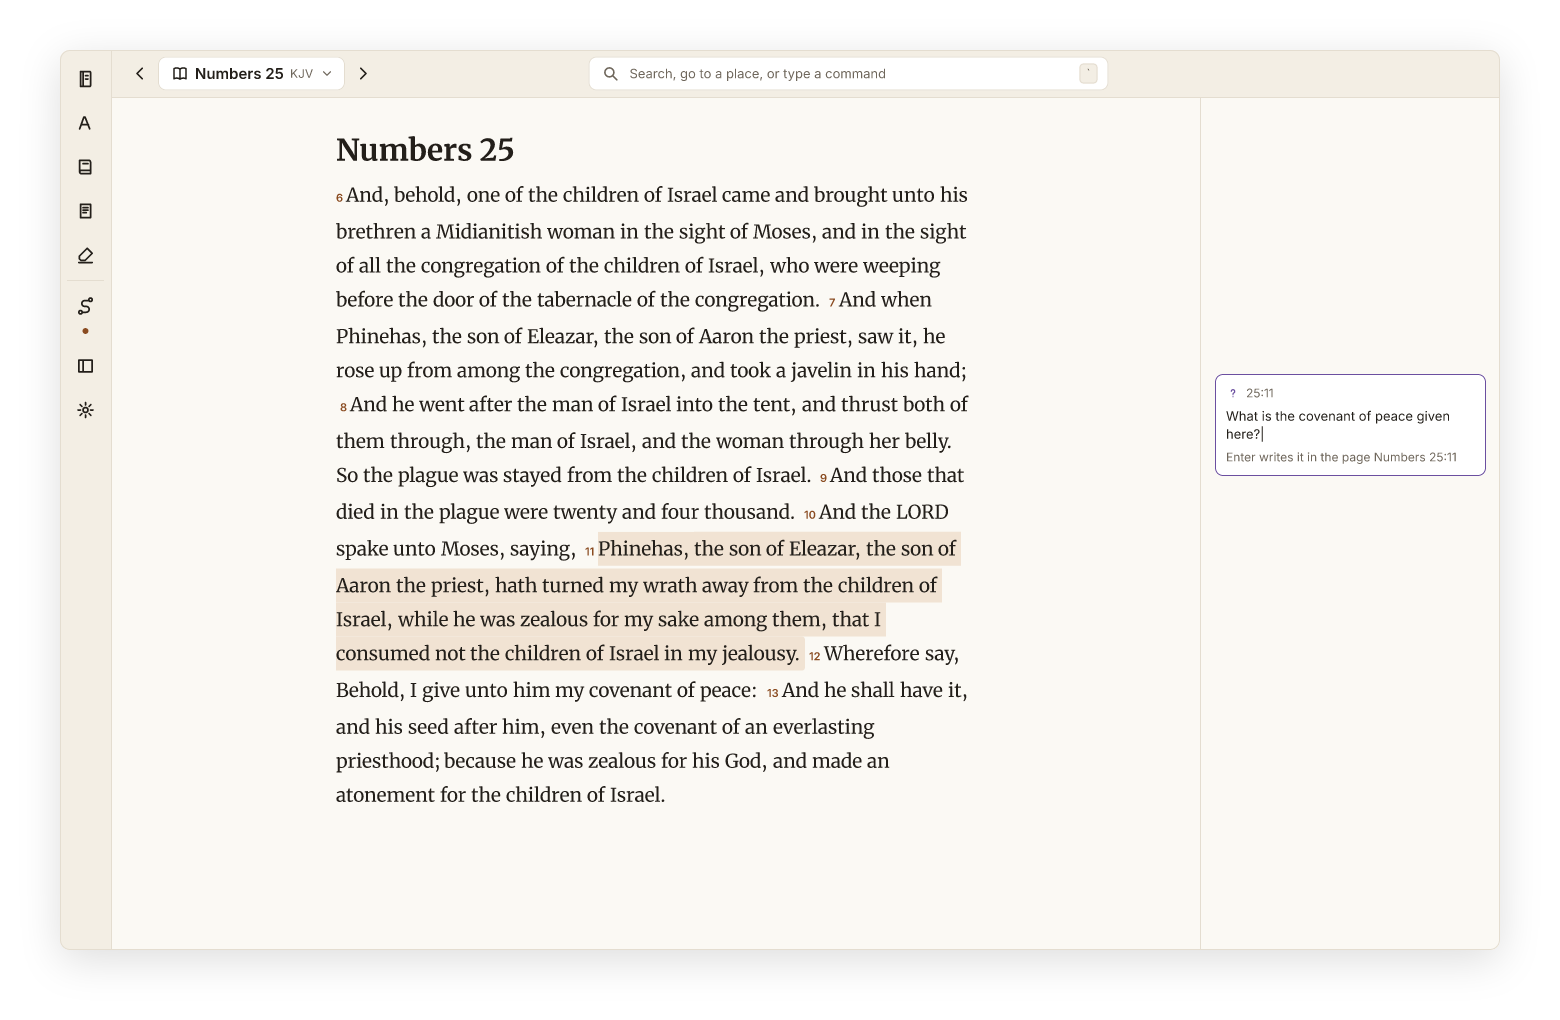 Numbers 25 KJV
Search, go to a place, or type a command
Numbers 25
6 And, behold, one of the children of Israel came and brought unto his
brethren a Midianitish woman in the sight of Moses, and in the sight
of all the congregation of the children of Israel, who were weeping
before the door of the tabernacle of the congregation. 7 And when
Phinehas, the son of Eleazar, the son of Aaron the priest, saw it, he
rose up from among the congregation, and took a javelin in his hand;
8 And he went after the man of Israel into the tent, and thrust both of
them through, the man of Israel, and the woman through her belly.
So the plague was stayed from the children of Israel. 9 And those that
died in the plague were twenty and four thousand. 10 And the LORD
spake unto Moses, saying, 11 Phinehas, the son of Eleazar, the son of
Aaron the priest, hath turned my wrath away from the children of
Israel, while he was zealous for my sake among them, that I
consumed not the children of Israel in my jealousy. 12 Wherefore say,
Behold, I give unto him my covenant of peace: 13 And he shall have it,
and his seed after him, even the covenant of an everlasting
priesthood; because he was zealous for his God, and made an
atonement for the children of Israel.
? 25:11
What is the covenant of peace given
here?
Enter writes it in the page Numbers 25:11